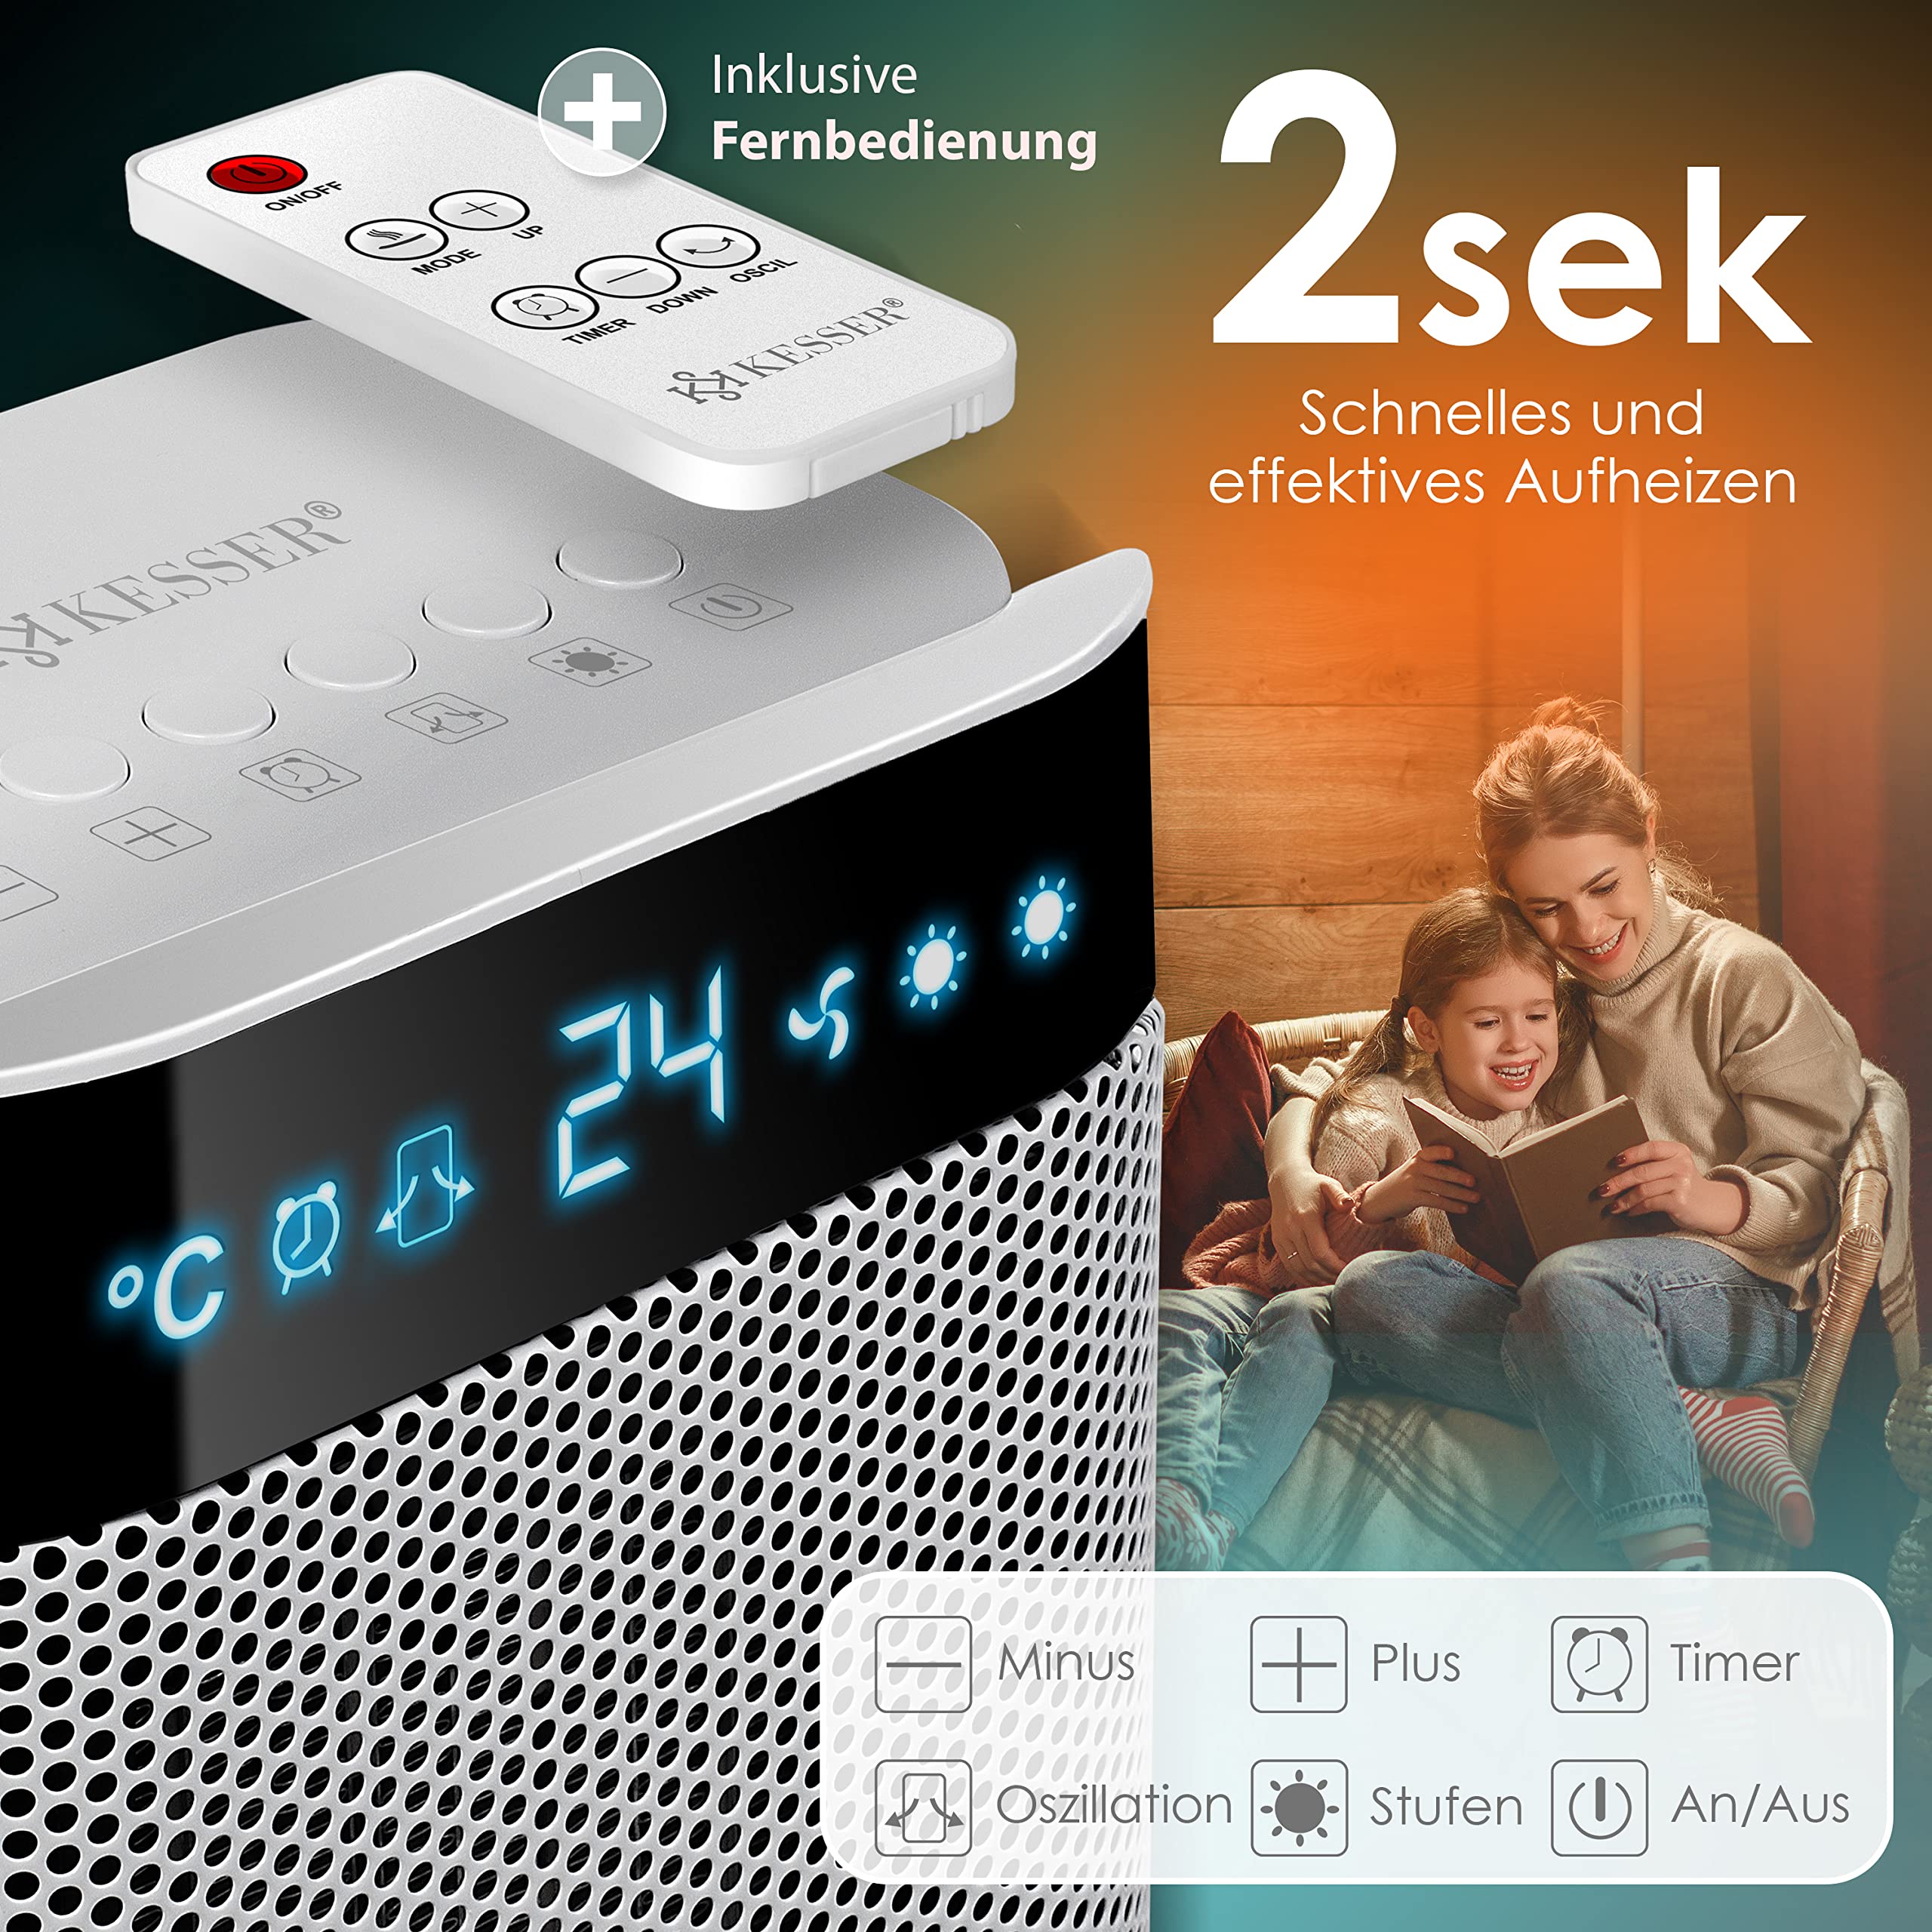 Inklusive
Fernbedienung
2sek
Schnelles und
effektives Aufheizen
ON/OFF
MODE
UP
TIMER
DOWN
OSCIL
KESSER®
KESSER®
°C
24
Minus
Plus
Timer
Oszillation
Stufen
An/Aus